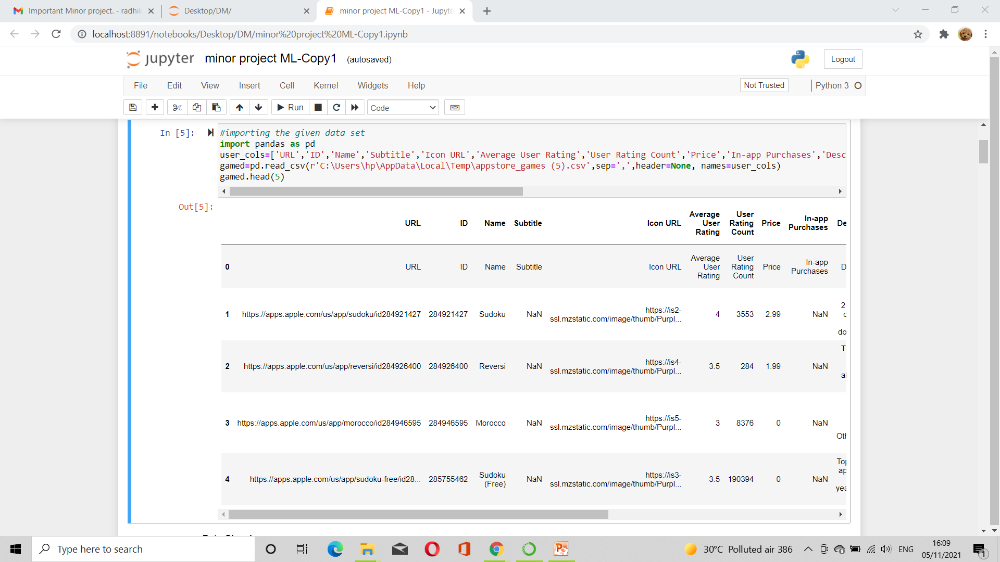 Important Minor project. - radhik
Desktop/DM/
minor project ML-Copy1 - Jupyte
localhost:8891/notebooks/Desktop/DM/minor%20project%20ML-Copy1.ipynb
jupyter minor project ML-Copy1 (autosaved)
Logout
File Edit View Insert Cell Kernel Widgets Help
Not Trusted
Python 3
Run
Code
In [5]:
#importing the given data set
import pandas as pd
user_cols=['URL','ID','Name','Subtitle','Icon URL','Average User Rating','User Rating Count','Price','In-app Purchases','Desc
gamed=pd.read_csv(r'C:\Users\hp\AppData\Local\Temp\appstore_games (5).csv',sep=',',header=None, names=user_cols)
gamed.head(5)
Out[5]:
URL ID Name Subtitle Icon URL Average User Rating User Rating Count Price In-app Purchases De
0 URL ID Name Subtitle Icon URL Average User Rating User Rating Count Price In-app Purchases D
1 https://apps.apple.com/us/app/sudoku/id284921427 284921427 Sudoku NaN https://is2-ssl.mzstatic.com/image/thumb/Purpl... 4 3553 2.99 NaN
2 https://apps.apple.com/us/app/reversi/id284926400 284926400 Reversi NaN https://is4-ssl.mzstatic.com/image/thumb/Purpl... 3.5 284 1.99 NaN
3 https://apps.apple.com/us/app/morocco/id284946595 284946595 Morocco NaN https://is5-ssl.mzstatic.com/image/thumb/Purpl... 3 8376 0 NaN
4 https://apps.apple.com/us/app/sudoku-free/id28... 285755462 Sudoku (Free) NaN https://is3-ssl.mzstatic.com/image/thumb/Purpl... 3.5 190394 0 NaN
Type here to search
30°C Polluted air 386
ENG
16:09
05/11/2021
1